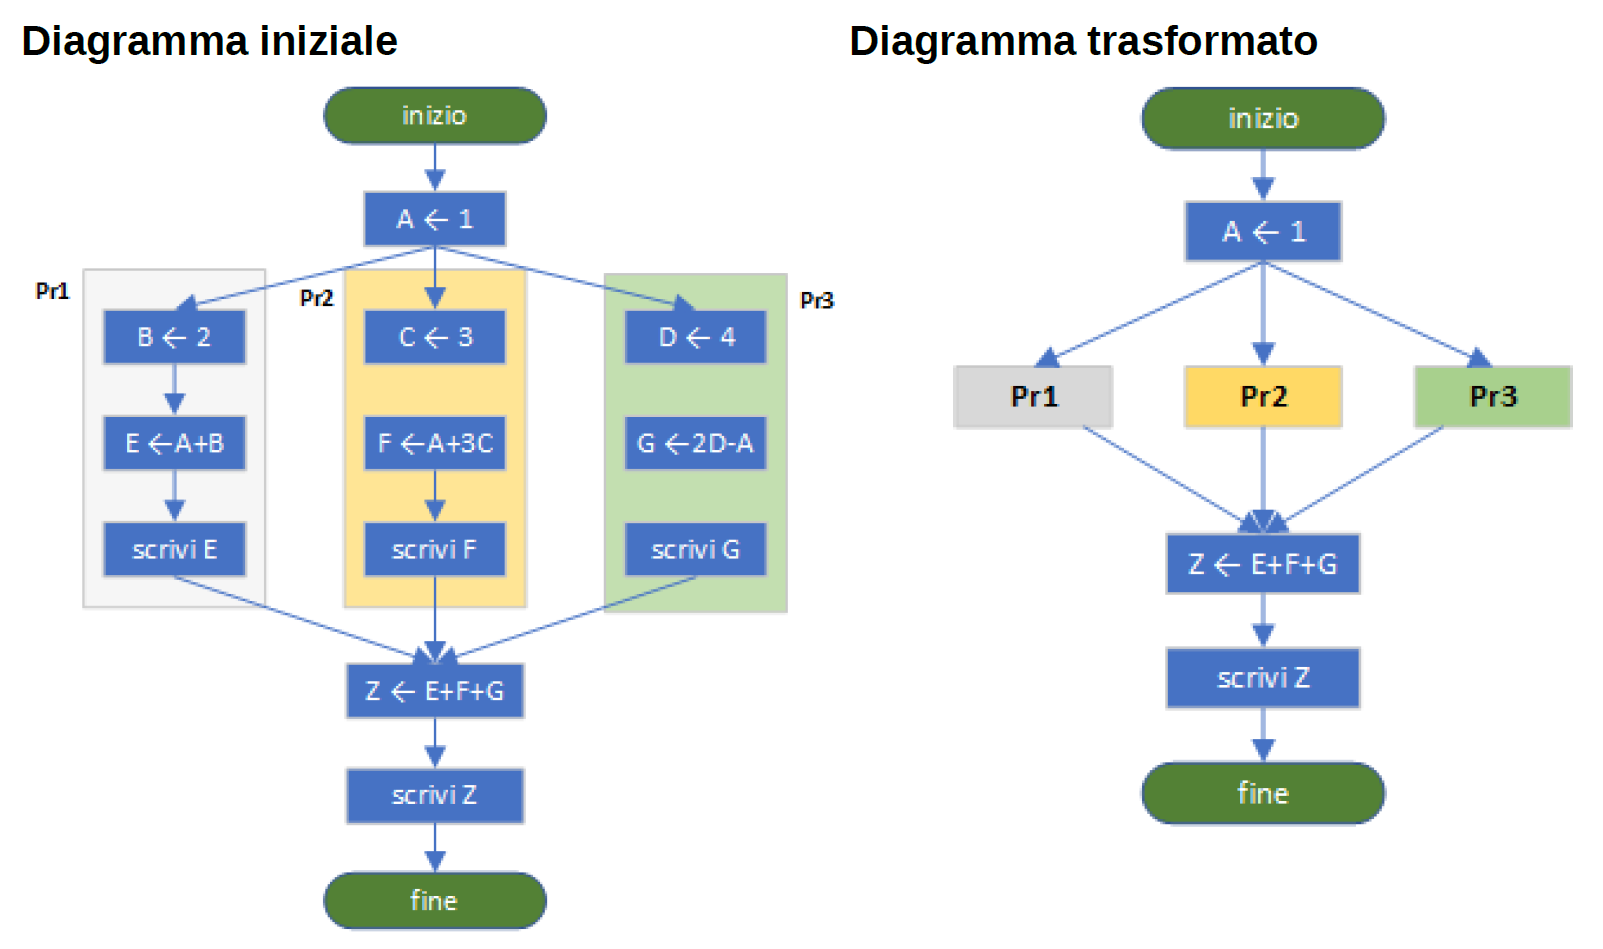 Diagramma iniziale
inizio
A ← 1
Pr1
Pr2
Pr3
B ← 2
C ← 3
D ← 4
E ←A+B
F ←A+3C
G ←2D-A
scrivi E
scrivi F
scrivi G
Z ← E+F+G
scrivi Z
fine
Diagramma trasformato
inizio
A ← 1
Pr1
Pr2
Pr3
Z ← E+F+G
scrivi Z
fine